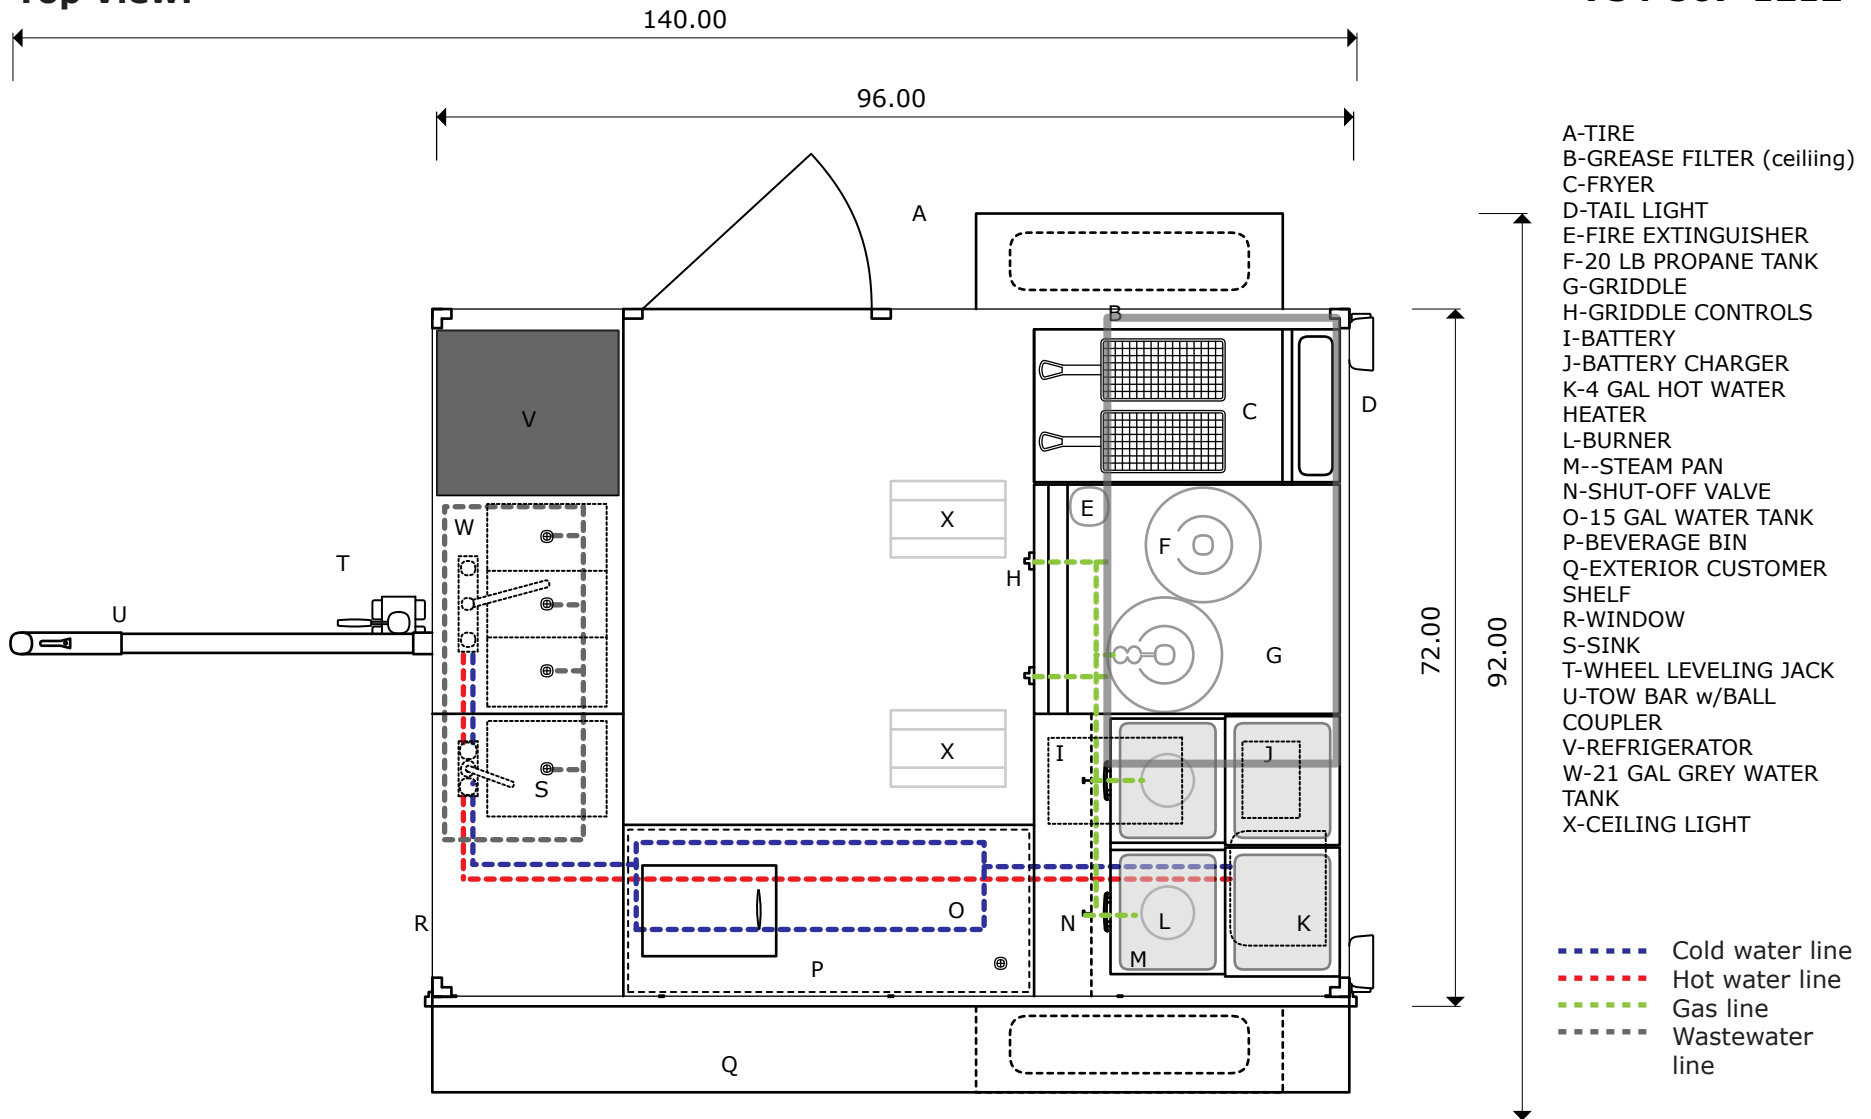 Top View:
140.00
96.00
A-TIRE
B-GREASE FILTER (ceiliing)
C-FRYER
D-TAIL LIGHT
E-FIRE EXTINGUISHER
F-20 LB PROPANE TANK
G-GRIDDLE
H-GRIDDLE CONTROLS
I-BATTERY
J-BATTERY CHARGER
K-4 GAL HOT WATER
HEATER
L-BURNER
M--STEAM PAN
N-SHUT-OFF VALVE
O-15 GAL WATER TANK
P-BEVERAGE BIN
Q-EXTERIOR CUSTOMER
SHELF
R-WINDOW
S-SINK
T-WHEEL LEVELING JACK
U-TOW BAR w/BALL
COUPLER
V-REFRIGERATOR
W-21 GAL GREY WATER
TANK
X-CEILING LIGHT
A
B
V
C
D
W
X
E
F
T
H
U
G
72.00
92.00
X
I
J
S
R
O
N
L
K
P
M
Q
Cold water line
Hot water line
Gas line
Wastewater
line